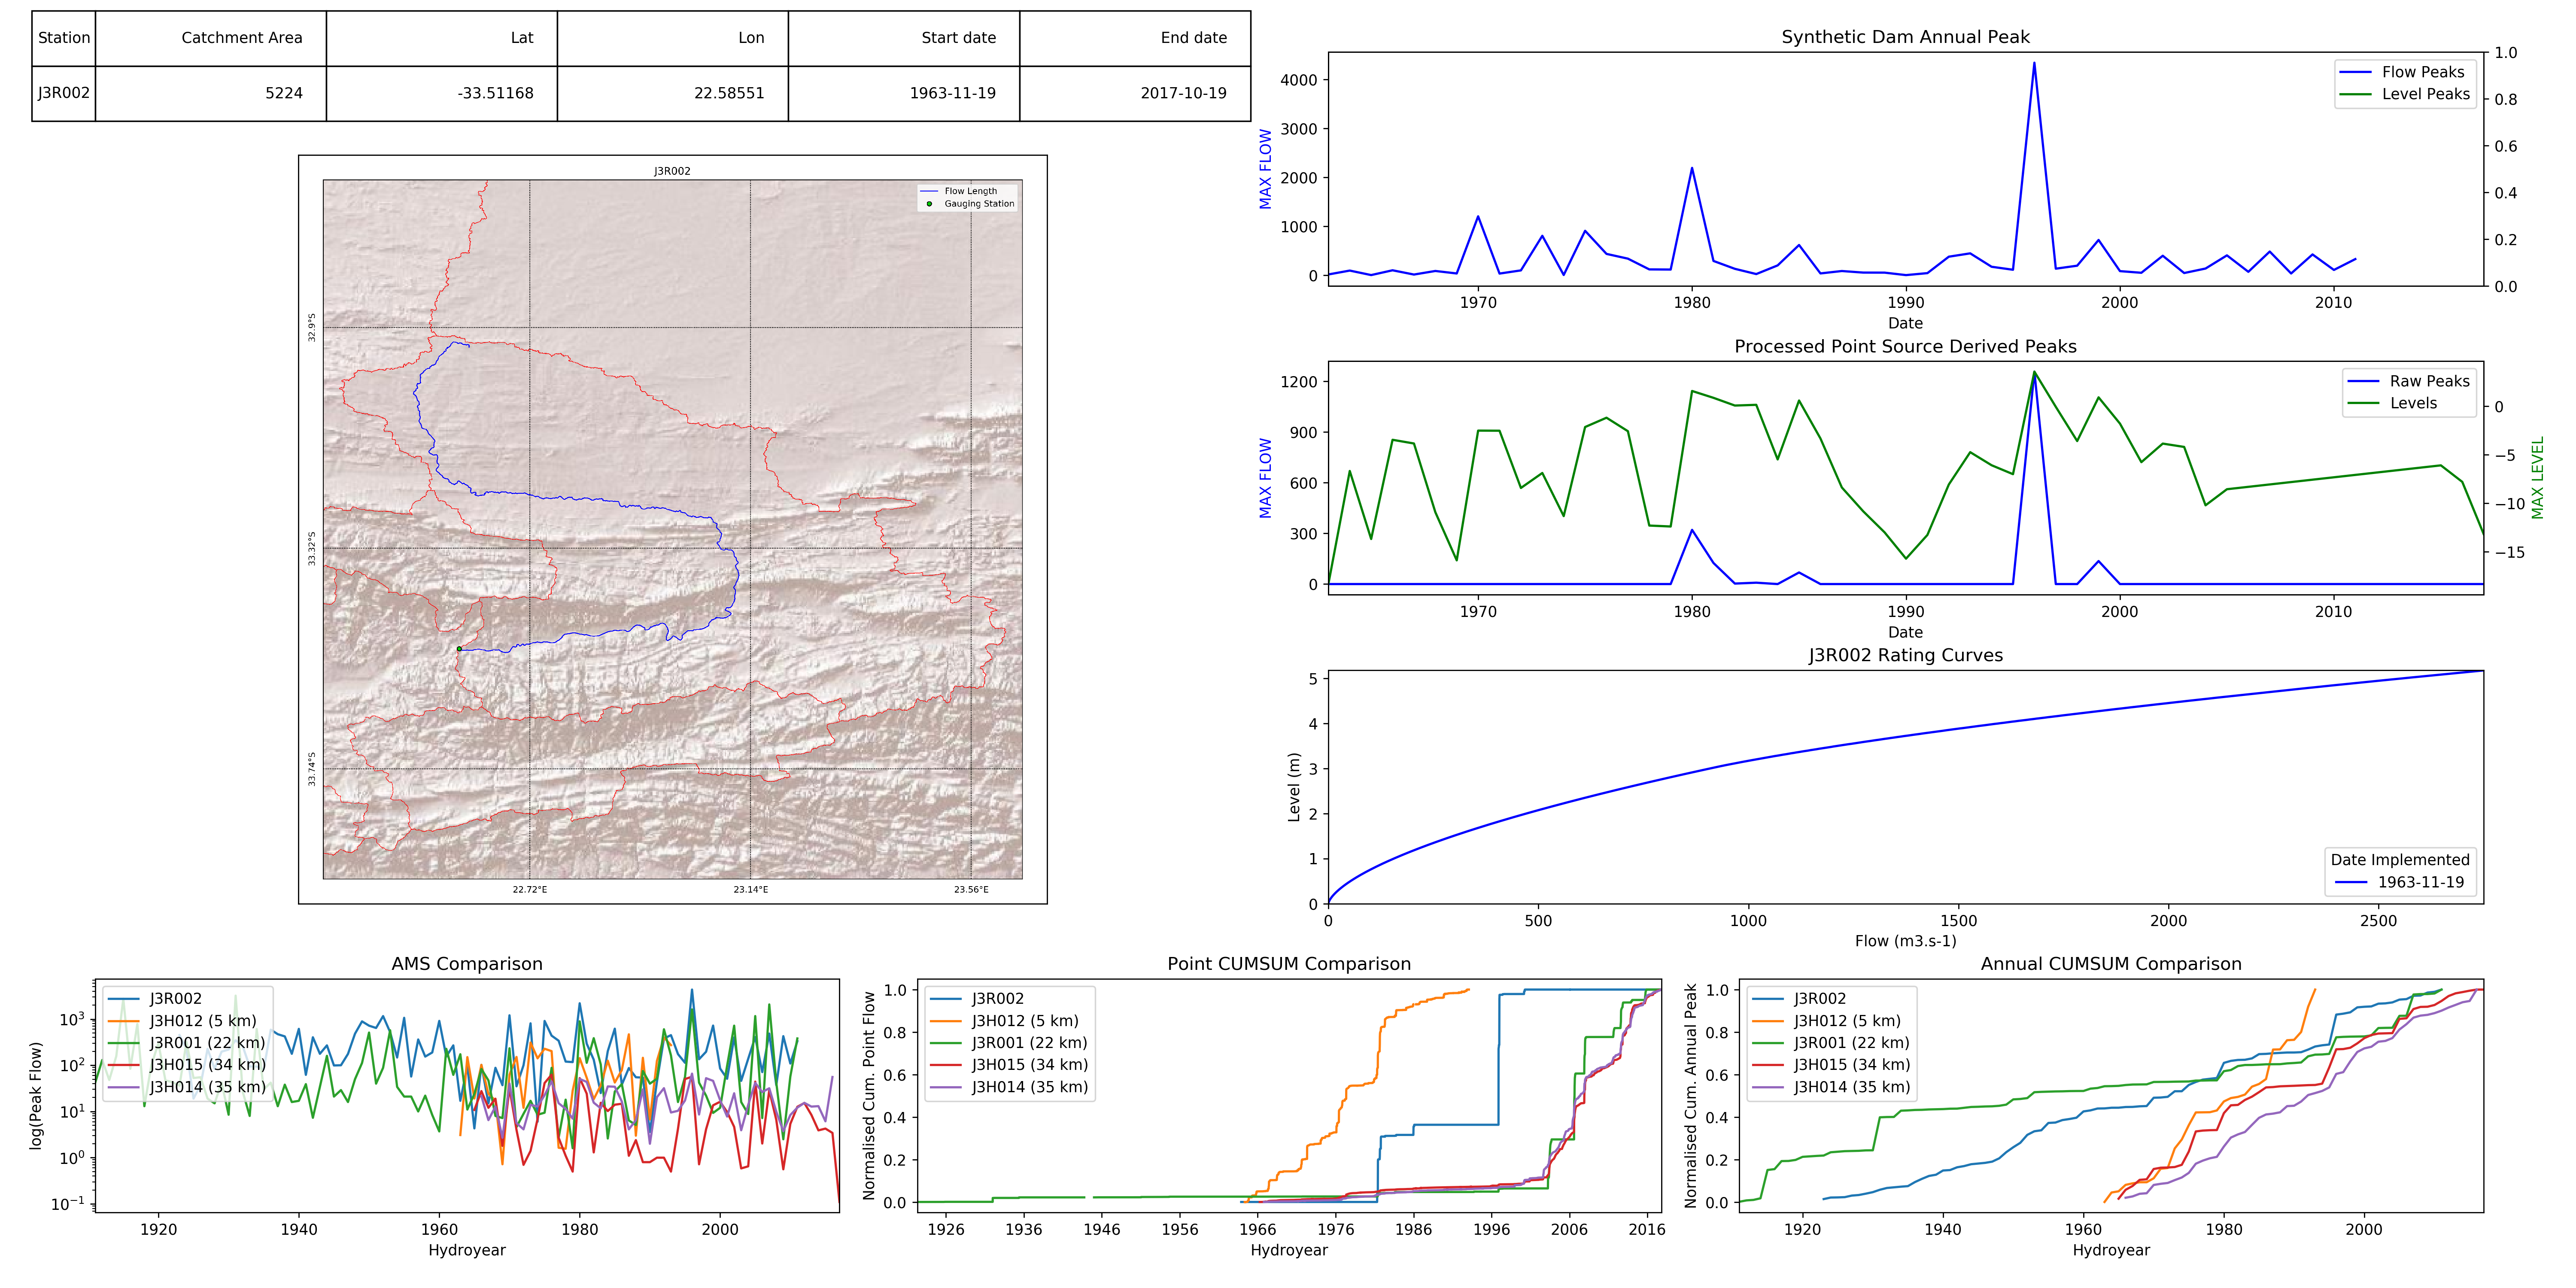 Station Catchment Area Lat Lon Start date End date
J3R002 5224 -33.51168 22.58551 1963-11-19 2017-10-19
J3R002
Flow Length
Gauging Station
32.9°S
33.32°S
33.74°S
22.72°E 23.14°E 23.56°E
Synthetic Dam Annual Peak
MAX FLOW
4000
3000
2000
1000
0
1.0
0.8
0.6
0.4
0.2
0.0
Flow Peaks
Level Peaks
1970 1980 1990 2000 2010
Date
Processed Point Source Derived Peaks
MAX FLOW
1200
900
600
300
0
Raw Peaks
Levels
0
−5
−10
−15
MAX LEVEL
1970 1980 1990 2000 2010
Date
J3R002 Rating Curves
Level (m)
5
4
3
2
1
0
Date Implemented
1963-11-19
0 500 1000 1500 2000 2500
Flow (m3.s-1)
AMS Comparison
log(Peak Flow)
10³
10²
10¹
10⁰
10⁻¹
J3R002
J3H012 (5 km)
J3R001 (22 km)
J3H015 (34 km)
J3H014 (35 km)
1920 1940 1960 1980 2000
Hydroyear
Point CUMSUM Comparison
Normalised Cum. Point Flow
1.0
0.8
0.6
0.4
0.2
0.0
J3R002
J3H012 (5 km)
J3R001 (22 km)
J3H015 (34 km)
J3H014 (35 km)
1926 1936 1946 1956 1966 1976 1986 1996 2006 2016
Hydroyear
Annual CUMSUM Comparison
Normalised Cum. Annual Peak
1.0
0.8
0.6
0.4
0.2
0.0
J3R002
J3H012 (5 km)
J3R001 (22 km)
J3H015 (34 km)
J3H014 (35 km)
1920 1940 1960 1980 2000
Hydroyear